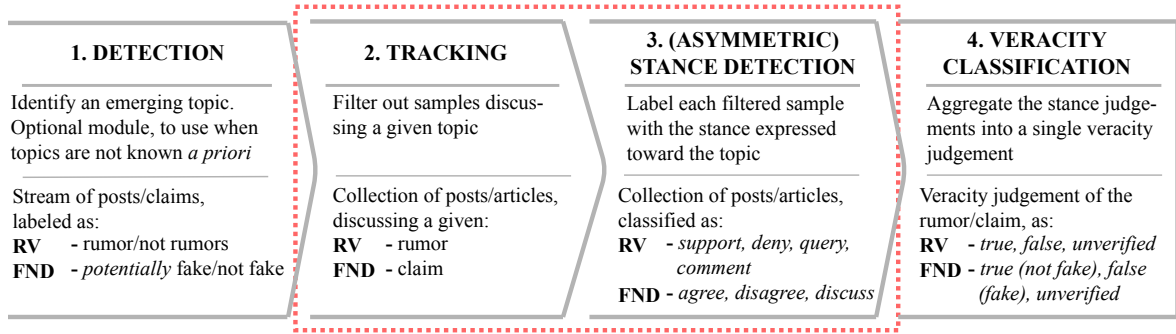 1. DETECTION
Identify an emerging topic.
Optional module, to use when
topics are not known a priori
Stream of posts/claims,
labeled as:
RV - rumor/not rumors
FND - potentially fake/not fake
2. TRACKING
Filter out samples discus-
sing a given topic
Collection of posts/articles,
discussing a given:
RV - rumor
FND - claim
3. (ASYMMETRIC)
STANCE DETECTION
Label each filtered sample
with the stance expressed
toward the topic
Collection of posts/articles,
classified as:
RV - support, deny, query,
comment
FND - agree, disagree, discuss
4. VERACITY
CLASSIFICATION
Aggregate the stance judge-
ments into a single veracity
judgement
Veracity judgement of the
rumor/claim, as:
RV - true, false, unverified
FND - true (not fake), false
(fake), unverified